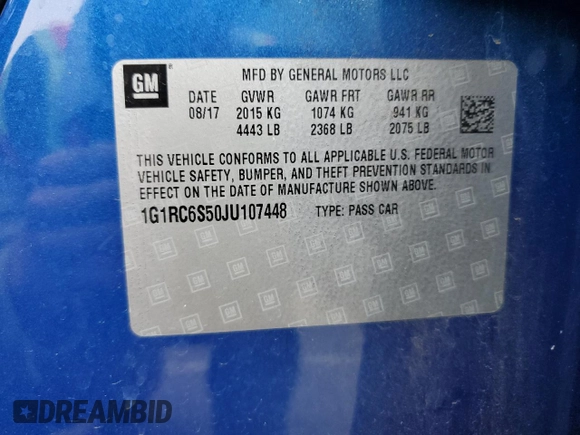 GM ®
MFD BY GENERAL MOTORS LLC
DATE GVWR GAWR FRT GAWR RR
08/17 2015 KG 1074 KG 941 KG
4443 LB 2368 LB 2075 LB
THIS VEHICLE CONFORMS TO ALL APPLICABLE U.S. FEDERAL MOTOR
VEHICLE SAFETY, BUMPER, AND THEFT PREVENTION STANDARDS IN
EFFECT ON THE DATE OF MANUFACTURE SHOWN ABOVE.
1G1RC6S50JU107448 TYPE: PASS CAR
DREAMBID